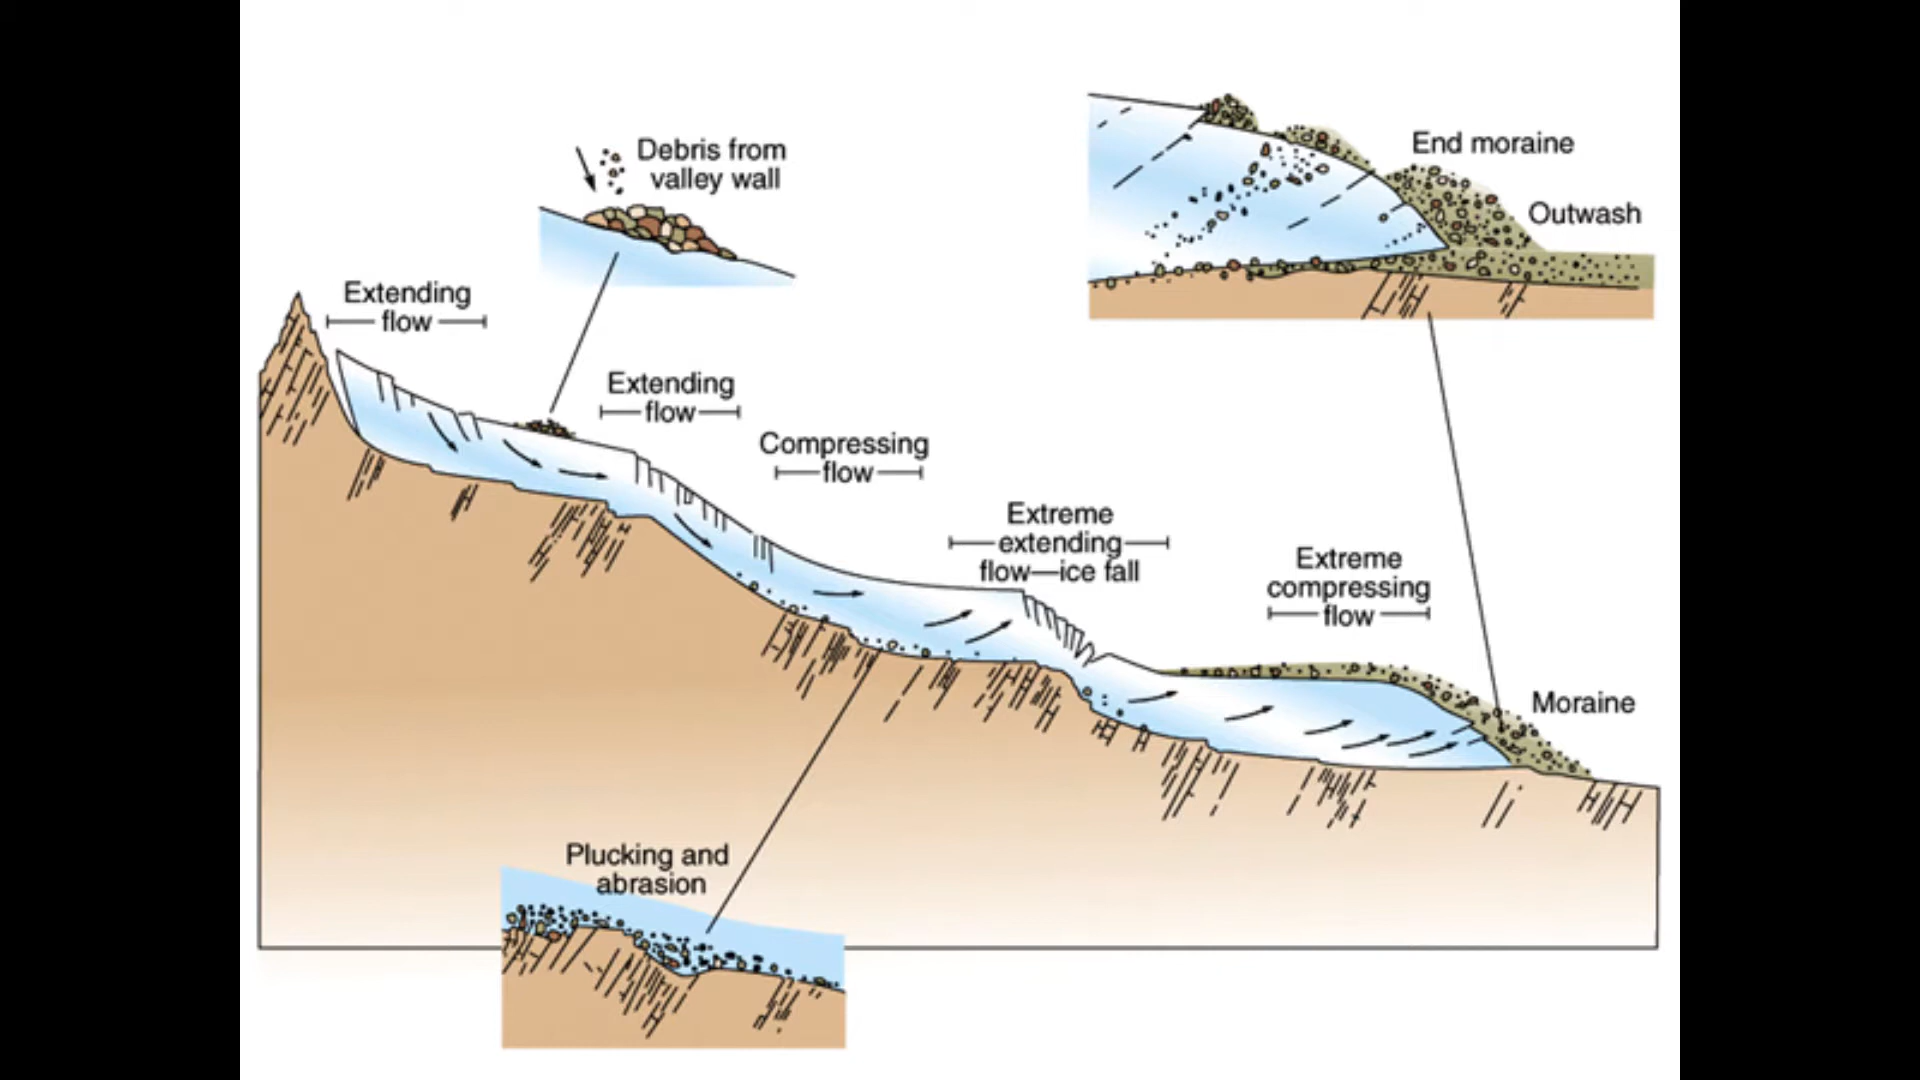 Debris from
valley wall
End moraine
Outwash
Extending
flow
Extending
flow
Compressing
flow
Extreme
extending
flow—ice fall
Extreme
compressing
flow
Moraine
Plucking and
abrasion